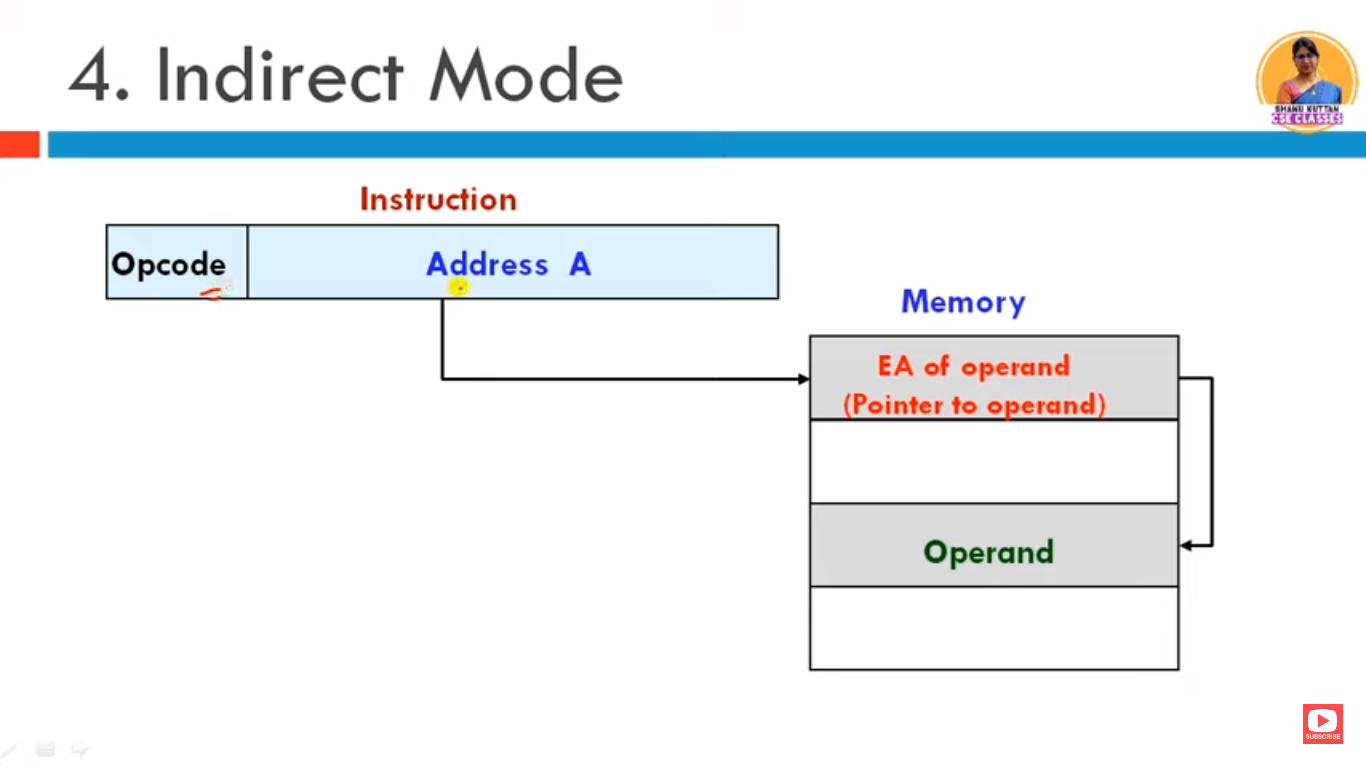 4. Indirect Mode
SHANU KUTTAN
CSE CLASSES
Instruction
Opcode
Address A
Memory
EA of operand
(Pointer to operand)
Operand
SUBSCRIBE